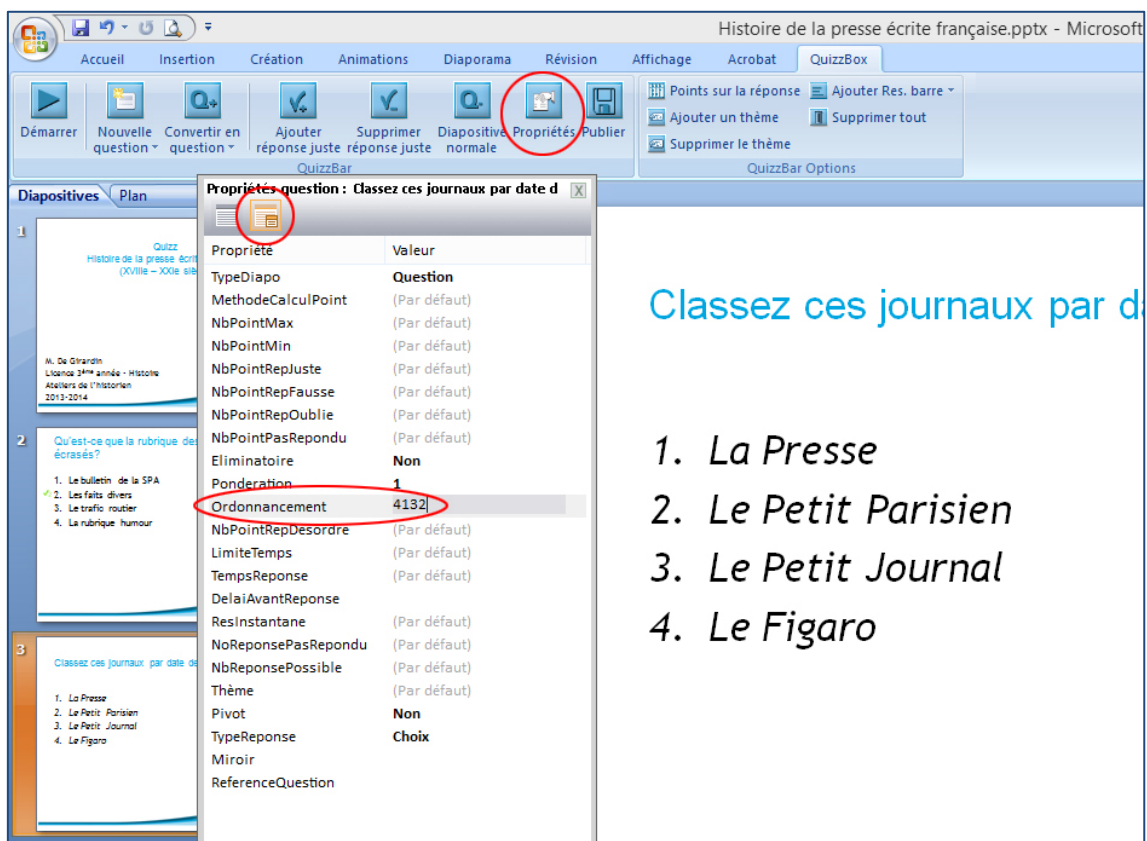 Histoire de la presse écrite française.pptx - Microsoft
Accueil Insertion Création Animations Diaporama Révision Affichage Acrobat QuizzBox
Démarrer
Nouvelle question
Convertir en question
Ajouter réponse juste
Supprimer réponse juste
Diapositive normale
Propriétés
Publier
QuizzBar
Points sur la réponse
Ajouter un thème
Supprimer le thème
Ajouter Res. barre
Supprimer tout
QuizzBar Options
Diapositives Plan
1
Quizz
Histoire de la presse écrit
(XVIIIe – XXIe siè
M. De Girardin
Licence 3ème année - Histoire
Ateliers de l'historien
2013-2014
2
Qu'est-ce que la rubrique des
écrasés?
1. Le bulletin de la SPA
2. Les faits divers
3. Le trafic routier
4. La rubrique humour
3
Classez ces journaux par date de
1. La Presse
2. Le Petit Parisien
3. Le Petit Journal
4. Le Figaro
Propriétés question : Classez ces journaux par date d X
Propriété Valeur
TypeDiapo Question
MethodeCalculPoint (Par défaut)
NbPointMax (Par défaut)
NbPointMin (Par défaut)
NbPointRepJuste (Par défaut)
NbPointRepFausse (Par défaut)
NbPointRepOublie (Par défaut)
NbPointPasRepondu (Par défaut)
Eliminatoire Non
Ponderation 1
Ordonnancement 4132
NbPointRepDesordre (Par défaut)
LimiteTemps (Par défaut)
TempsReponse (Par défaut)
DelaiAvantReponse
ResInstantane (Par défaut)
NoReponsePasRepondu (Par défaut)
NbReponsePossible (Par défaut)
Thème (Par défaut)
Pivot Non
TypeReponse Choix
Miroir
ReferenceQuestion
Classez ces journaux par da
1. La Presse
2. Le Petit Parisien
3. Le Petit Journal
4. Le Figaro